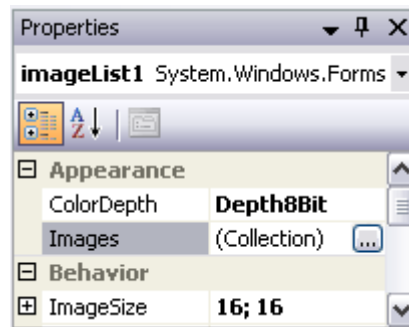 Properties
imageList1 System.Windows.Forms
A
Z
Appearance
ColorDepth Depth8Bit
Images (Collection) ...
Behavior
ImageSize 16; 16